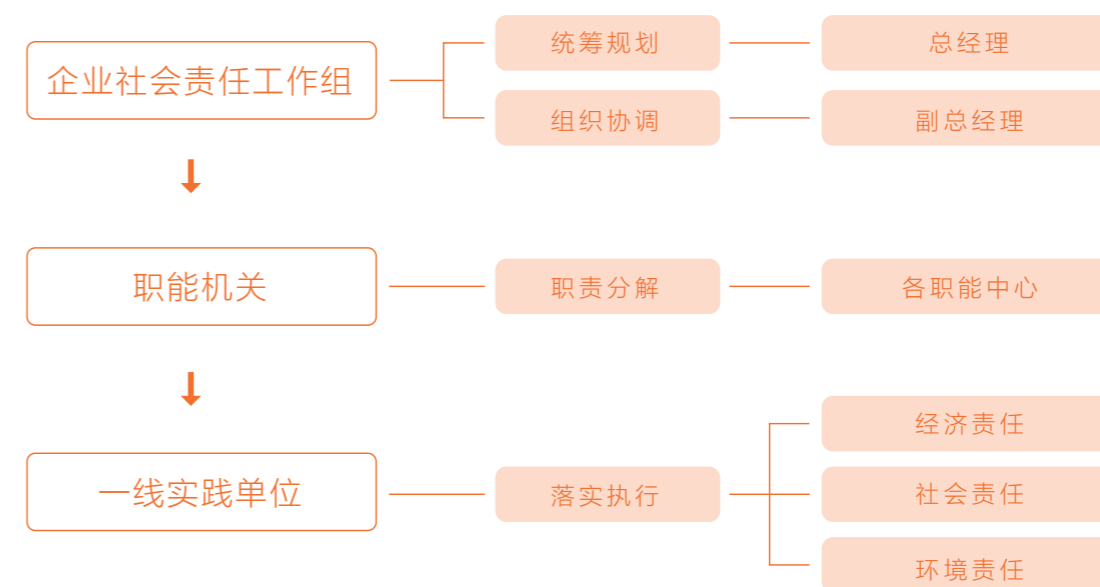 企业社会责任工作组
统筹规划
总经理
组织协调
副总经理
职能机关
职责分解
各职能中心
一线实践单位
落实执行
经济责任
社会责任
环境责任